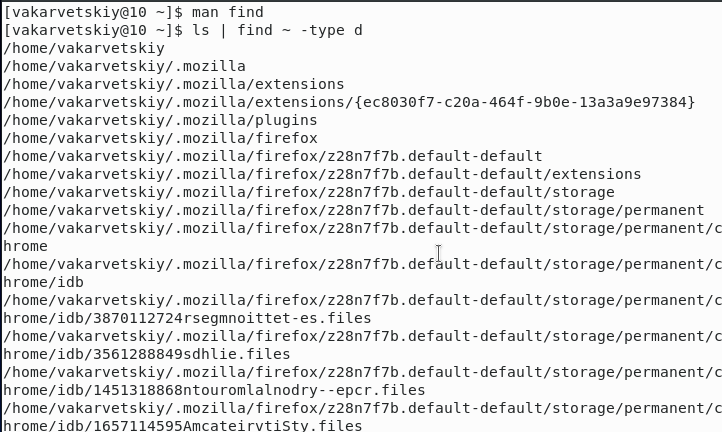 [vakarvetskiy@10 ~]$ man find
[vakarvetskiy@10 ~]$ ls | find ~ -type d
/home/vakarvetskiy
/home/vakarvetskiy/.mozilla
/home/vakarvetskiy/.mozilla/extensions
/home/vakarvetskiy/.mozilla/extensions/{ec8030f7-c20a-464f-9b0e-13a3a9e97384}
/home/vakarvetskiy/.mozilla/plugins
/home/vakarvetskiy/.mozilla/firefox
/home/vakarvetskiy/.mozilla/firefox/z28n7f7b.default-default
/home/vakarvetskiy/.mozilla/firefox/z28n7f7b.default-default/extensions
/home/vakarvetskiy/.mozilla/firefox/z28n7f7b.default-default/storage
/home/vakarvetskiy/.mozilla/firefox/z28n7f7b.default-default/storage/permanent
/home/vakarvetskiy/.mozilla/firefox/z28n7f7b.default-default/storage/permanent/c
hrome
/home/vakarvetskiy/.mozilla/firefox/z28n7f7b.default-default/storage/permanent/c
hrome/idb
/home/vakarvetskiy/.mozilla/firefox/z28n7f7b.default-default/storage/permanent/c
hrome/idb/3870112724rsegmnoittet-es.files
/home/vakarvetskiy/.mozilla/firefox/z28n7f7b.default-default/storage/permanent/c
hrome/idb/3561288849sdhlie.files
/home/vakarvetskiy/.mozilla/firefox/z28n7f7b.default-default/storage/permanent/c
hrome/idb/1451318868ntouromlalnodry--epcr.files
/home/vakarvetskiy/.mozilla/firefox/z28n7f7b.default-default/storage/permanent/c
hrome/idb/1657114595AmcateirvtiSty.files